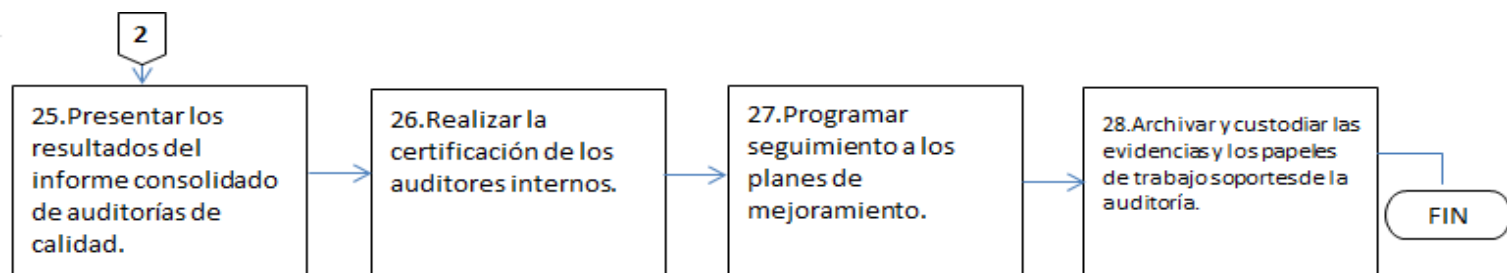 2
25.Presentar los
resultados del
informe consolidado
de auditorías de
calidad.
26.Realizar la
certificación de los
auditores internos.
27.Programar
seguimiento a los
planes de
mejoramiento.
28.Archivar y custodiar las
evidencias y los papeles
de trabajo soportes de la
auditoría.
FIN